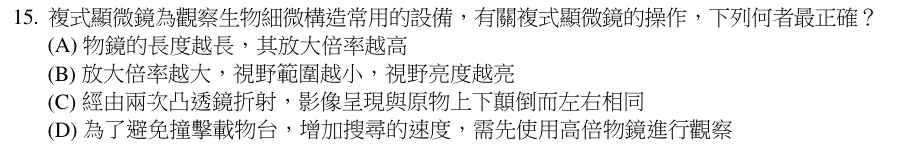 15. 複式顯微鏡為觀察生物細微構造常用的設備，有關複式顯微鏡的操作，下列何者最正確？
(A) 物鏡的長度越長，其放大倍率越高
(B) 放大倍率越大，視野範圍越小，視野亮度越亮
(C) 經由兩次凸透鏡折射，影像呈現與原物上下顛倒而左右相同
(D) 為了避免撞擊載物台，增加搜尋的速度，需先使用高倍物鏡進行觀察